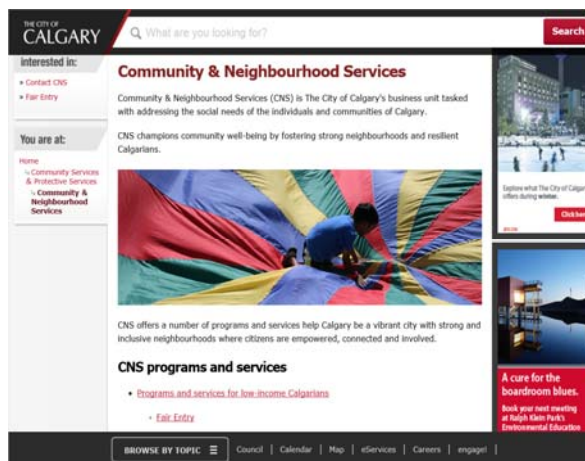 THE CITY OF
CALGARY
What are you looking for?
Search
interested in:
» Contact CNS
» Fair Entry
You are at:
Home
Community Services
& Protective Services
Community &
Neighbourhood
Services
Community & Neighbourhood Services
Community & Neighbourhood Services (CNS) is The City of Calgary's business unit tasked
with addressing the social needs of the individuals and communities of Calgary.
CNS champions community well-being by fostering strong neighbourhoods and resilient
Calgarians.
CNS offers a number of programs and services help Calgary be a vibrant city with strong and
inclusive neighbourhoods where citizens are empowered, connected and involved.
CNS programs and services
• Programs and services for low-income Calgarians
◦ Fair Entry
Explore what The City of Calgar
offers during winter.
Click her
A cure for the
boardroom blues.
Book your next meeting
at Ralph Klein Park's
Environmental Education
BROWSE BY TOPIC ☰ Council | Calendar | Map | eServices | Careers | engage! |